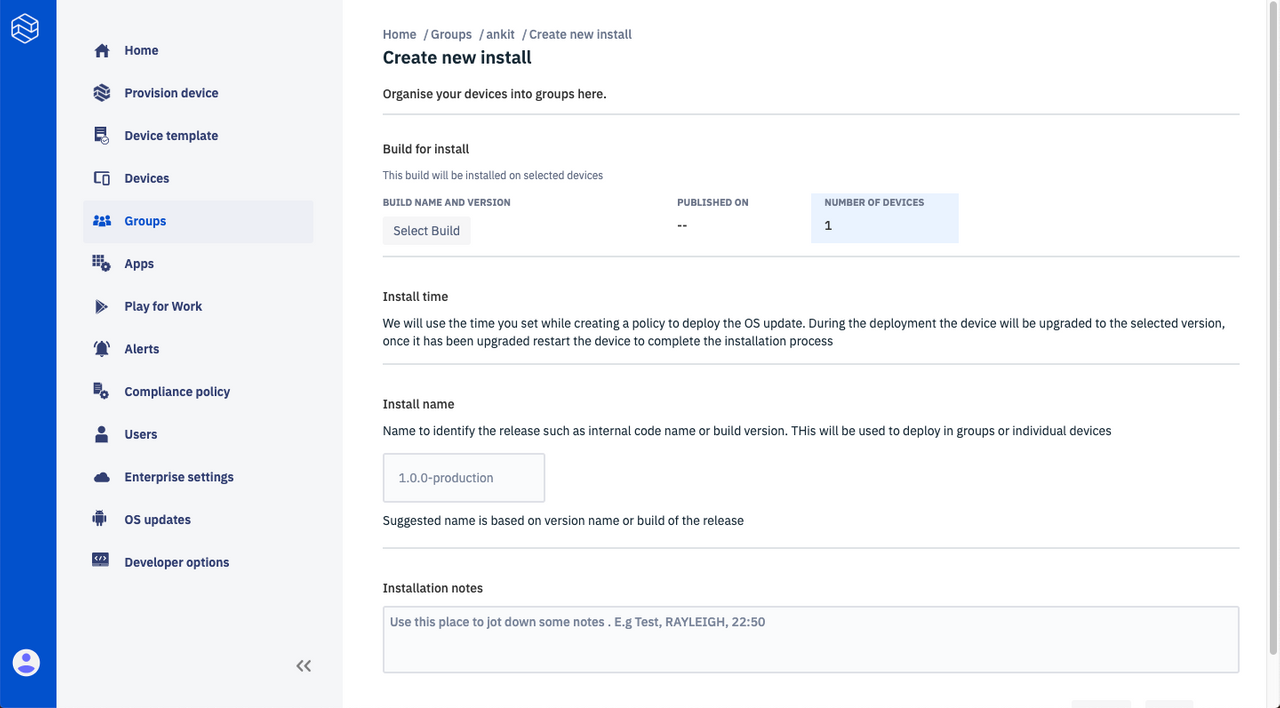 Home
Provision device
Device template
Devices
Groups
Apps
Play for Work
Alerts
Compliance policy
Users
Enterprise settings
OS updates
Developer options
Home / Groups / ankit / Create new install
Create new install
Organise your devices into groups here.
Build for install
This build will be installed on selected devices
BUILD NAME AND VERSION PUBLISHED ON NUMBER OF DEVICES
Select Build -- 1
Install time
We will use the time you set while creating a policy to deploy the OS update. During the deployment the device will be upgraded to the selected version,
once it has been upgraded restart the device to complete the installation process
Install name
Name to identify the release such as internal code name or build version. THis will be used to deploy in groups or individual devices
1.0.0-production
Suggested name is based on version name or build of the release
Installation notes
Use this place to jot down some notes . E.g Test, RAYLEIGH, 22:50